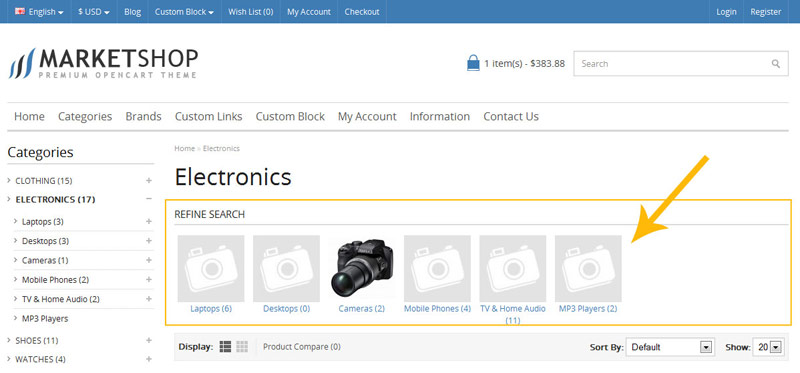 English
$ USD
Blog
Custom Block
Wish List (0)
My Account
Checkout
Login
Register
MARKETSHOP
PREMIUM OPENCART THEME
1 item(s) - $383.88
Search
Home
Categories
Brands
Custom Links
Custom Block
My Account
Information
Contact Us
Categories
CLOTHING (15)
ELECTRONICS (17)
Laptops (3)
Desktops (3)
Cameras (1)
Mobile Phones (2)
TV & Home Audio (2)
MP3 Players
SHOES (11)
WATCHES (4)
Home » Electronics
Electronics
REFINE SEARCH
Laptops (6)
Desktops (0)
Cameras (2)
Mobile Phones (4)
TV & Home Audio
(11)
MP3 Players (2)
Display:
Product Compare (0)
Sort By:
Default
Show:
20